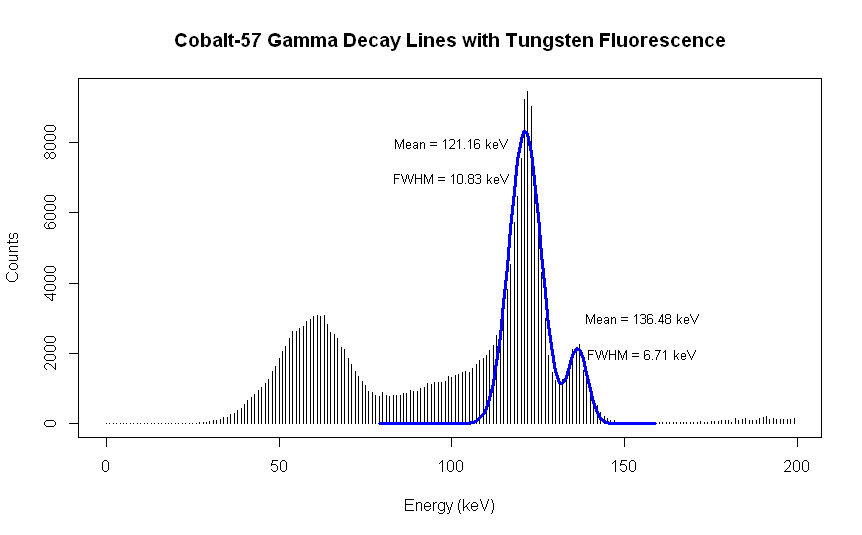 Cobalt-57 Gamma Decay Lines with Tungsten Fluorescence
Mean = 121.16 keV
FWHM = 10.83 keV
Mean = 136.48 keV
FWHM = 6.71 keV
Counts
8000
6000
4000
2000
0
0 50 100 150 200
Energy (keV)